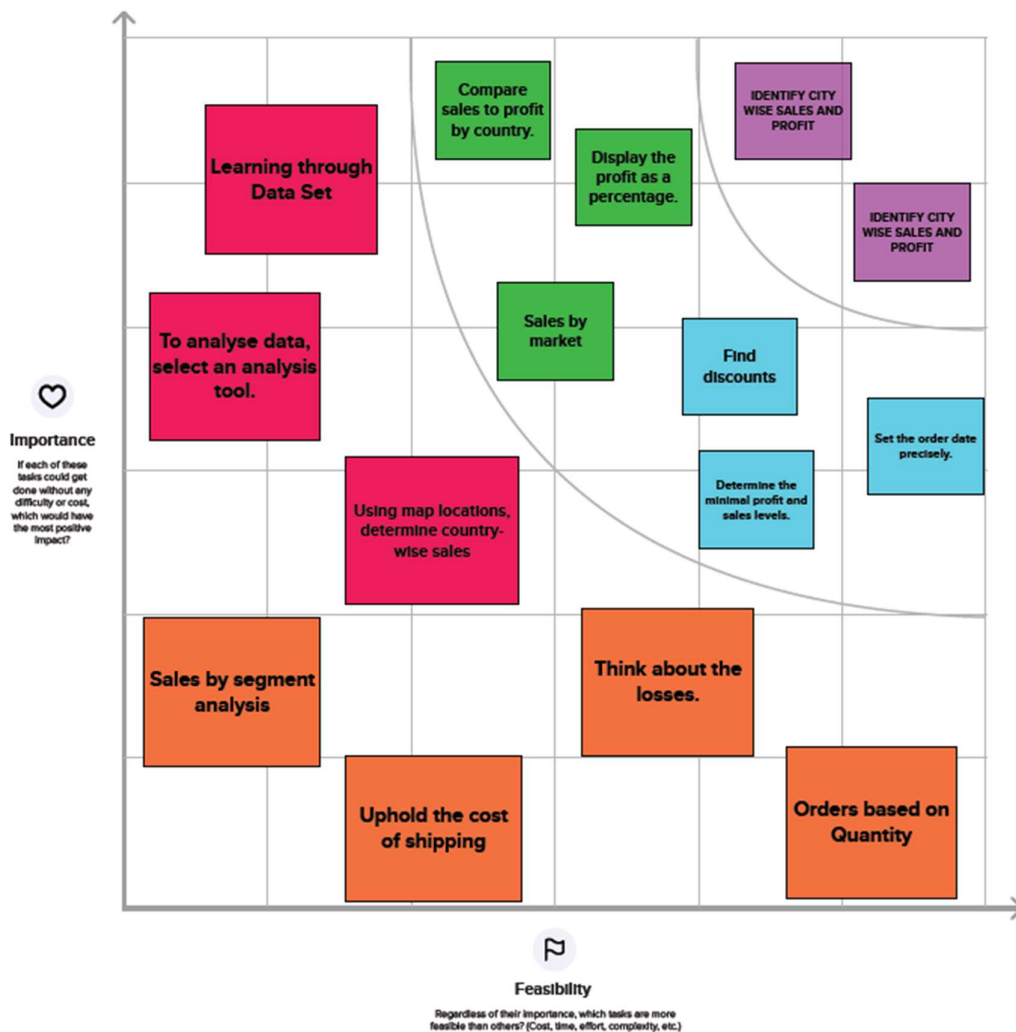 Compare
sales to profit
by country.
IDENTIFY CITY
WISE SALES AND
PROFIT
Learning through
Data Set
Display the
profit as a
percentage.
IDENTIFY CITY
WISE SALES AND
PROFIT
To analyse data,
select an analysis
tool.
Sales by
market
Find
discounts
Set the order date
precisely.
Importance
If each of these
tasks could get
done without any
difficulty or cost,
which would have
the most positive
impact?
Using map locations,
determine country-
wise sales
Determine the
minimal profit and
sales levels.
Sales by segment
analysis
Think about the
losses.
Uphold the cost
of shipping
Orders based on
Quantity
Feasibility
Regardless of their importance, which tasks are more
feasible than others? (Cost, time, effort, complexity, etc.)